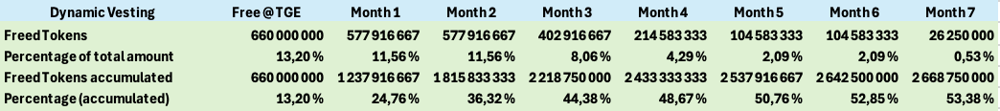 Dynamic Vesting Free @ TGE Month 1 Month 2 Month 3 Month 4 Month 5 Month 6 Month 7
Freed Tokens 660 000 000 577 916 667 577 916 667 402 916 667 214 583 333 104 583 333 104 583 333 26 250 000
Percentage of total amount 13,20 % 11,56 % 11,56 % 8,06 % 4,29 % 2,09 % 2,09 % 0,53 %
Freed Tokens accumulated 660 000 000 1 237 916 667 1 815 833 333 2 218 750 000 2 433 333 333 2 537 916 667 2 642 500 000 2 668 750 000
Percentage (accumulated) 13,20 % 24,76 % 36,32 % 44,38 % 48,67 % 50,76 % 52,85 % 53,38 %